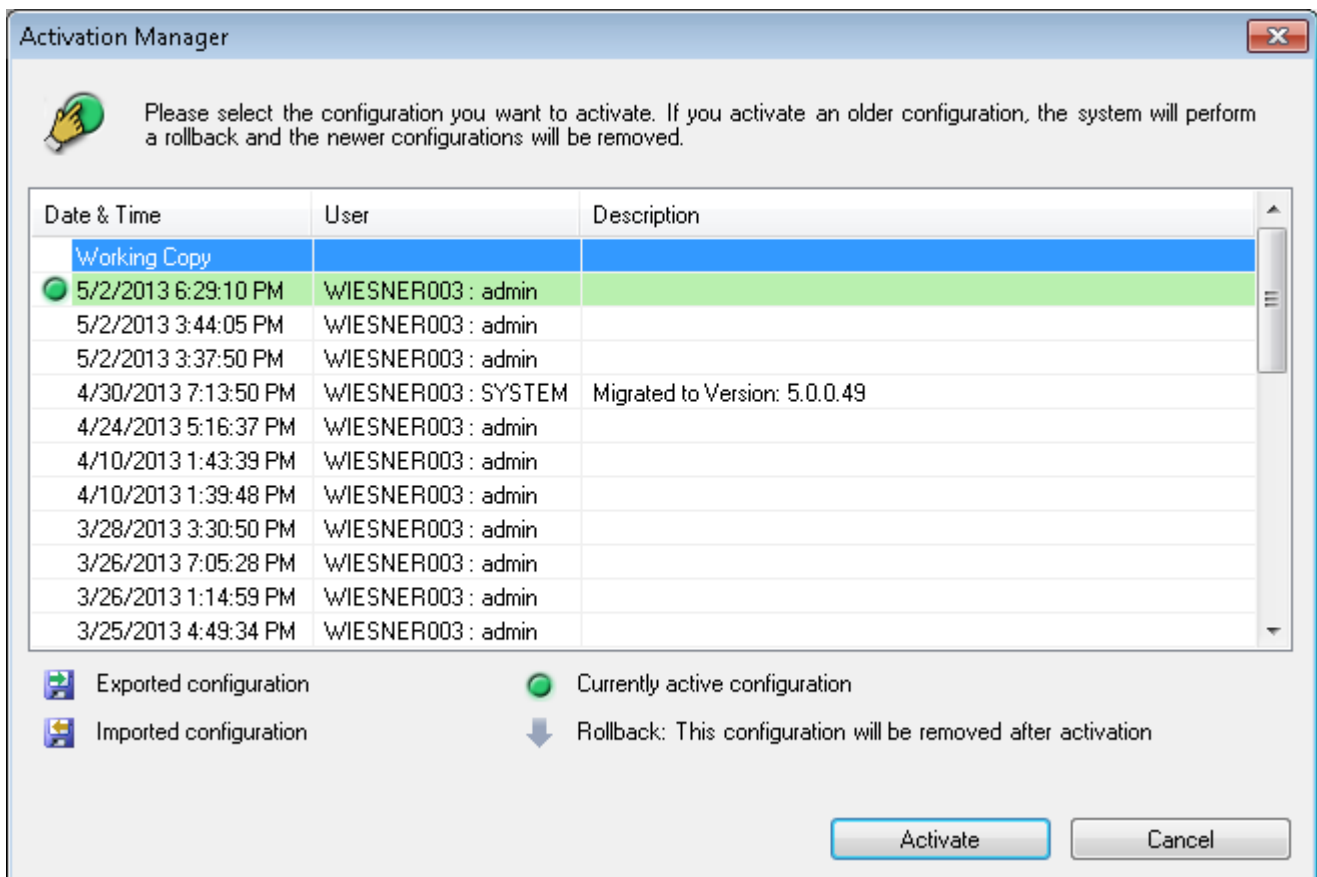 Activation Manager
Please select the configuration you want to activate. If you activate an older configuration, the system will perform
a rollback and the newer configurations will be removed.
Date & Time User Description
Working Copy
5/2/2013 6:29:10 PM WIESNER003 : admin
5/2/2013 3:44:05 PM WIESNER003 : admin
5/2/2013 3:37:50 PM WIESNER003 : admin
4/30/2013 7:13:50 PM WIESNER003 : SYSTEM Migrated to Version: 5.0.0.49
4/24/2013 5:16:37 PM WIESNER003 : admin
4/10/2013 1:43:39 PM WIESNER003 : admin
4/10/2013 1:39:48 PM WIESNER003 : admin
3/28/2013 3:30:50 PM WIESNER003 : admin
3/26/2013 7:05:28 PM WIESNER003 : admin
3/26/2013 1:14:59 PM WIESNER003 : admin
3/25/2013 4:49:34 PM WIESNER003 : admin
Exported configuration Currently active configuration
Imported configuration Rollback: This configuration will be removed after activation
Activate Cancel